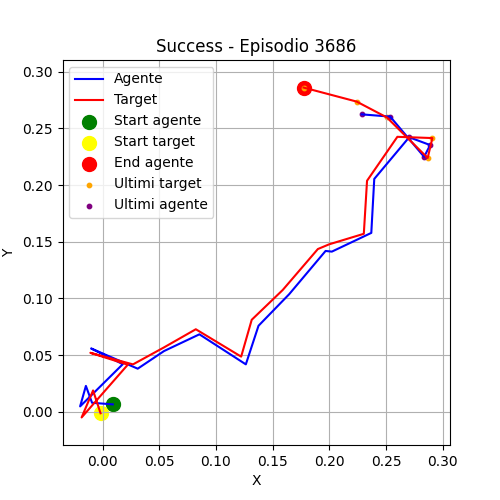 Success - Episodio 3686
0.30
0.25
0.20
0.15
0.10
0.05
0.00
Y
Agente
Target
Start agente
Start target
End agente
Ultimi target
Ultimi agente
0.00 0.05 0.10 0.15 0.20 0.25 0.30
X